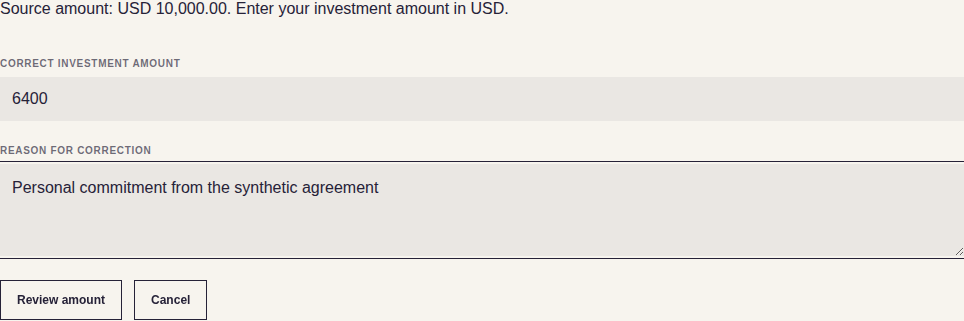 Source amount: USD 10,000.00. Enter your investment amount in USD.
CORRECT INVESTMENT AMOUNT
6400
REASON FOR CORRECTION
Personal commitment from the synthetic agreement
Review amount
Cancel